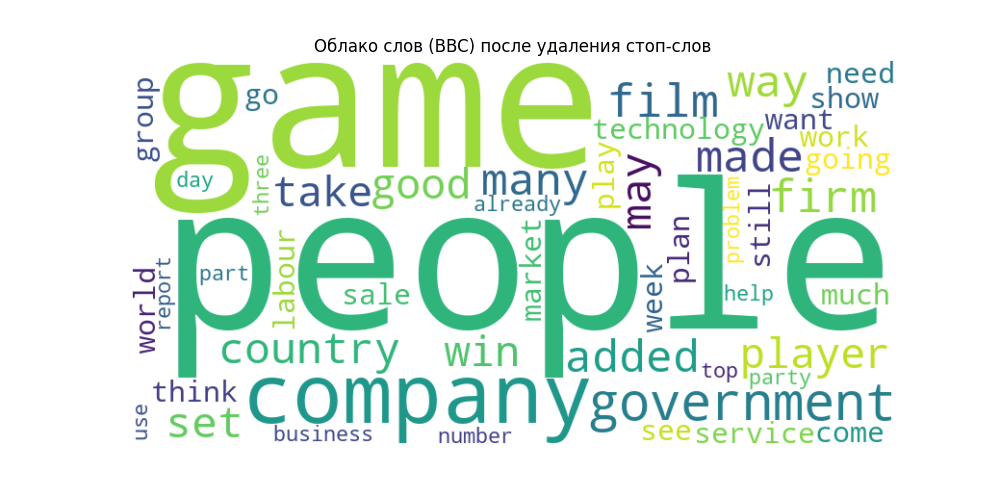 Облако слов (BBC) после удаления стоп-слов
game
people
group
go
film
way
need
show
technology
want
work
made
going
day
three
take
good
many
already
play
may
firm
problem
still
plan
world
report
part
labour
sale
market
week
help
much
country
win
added
player
top
party
think
company
government
use
set
business
number
see
service
come